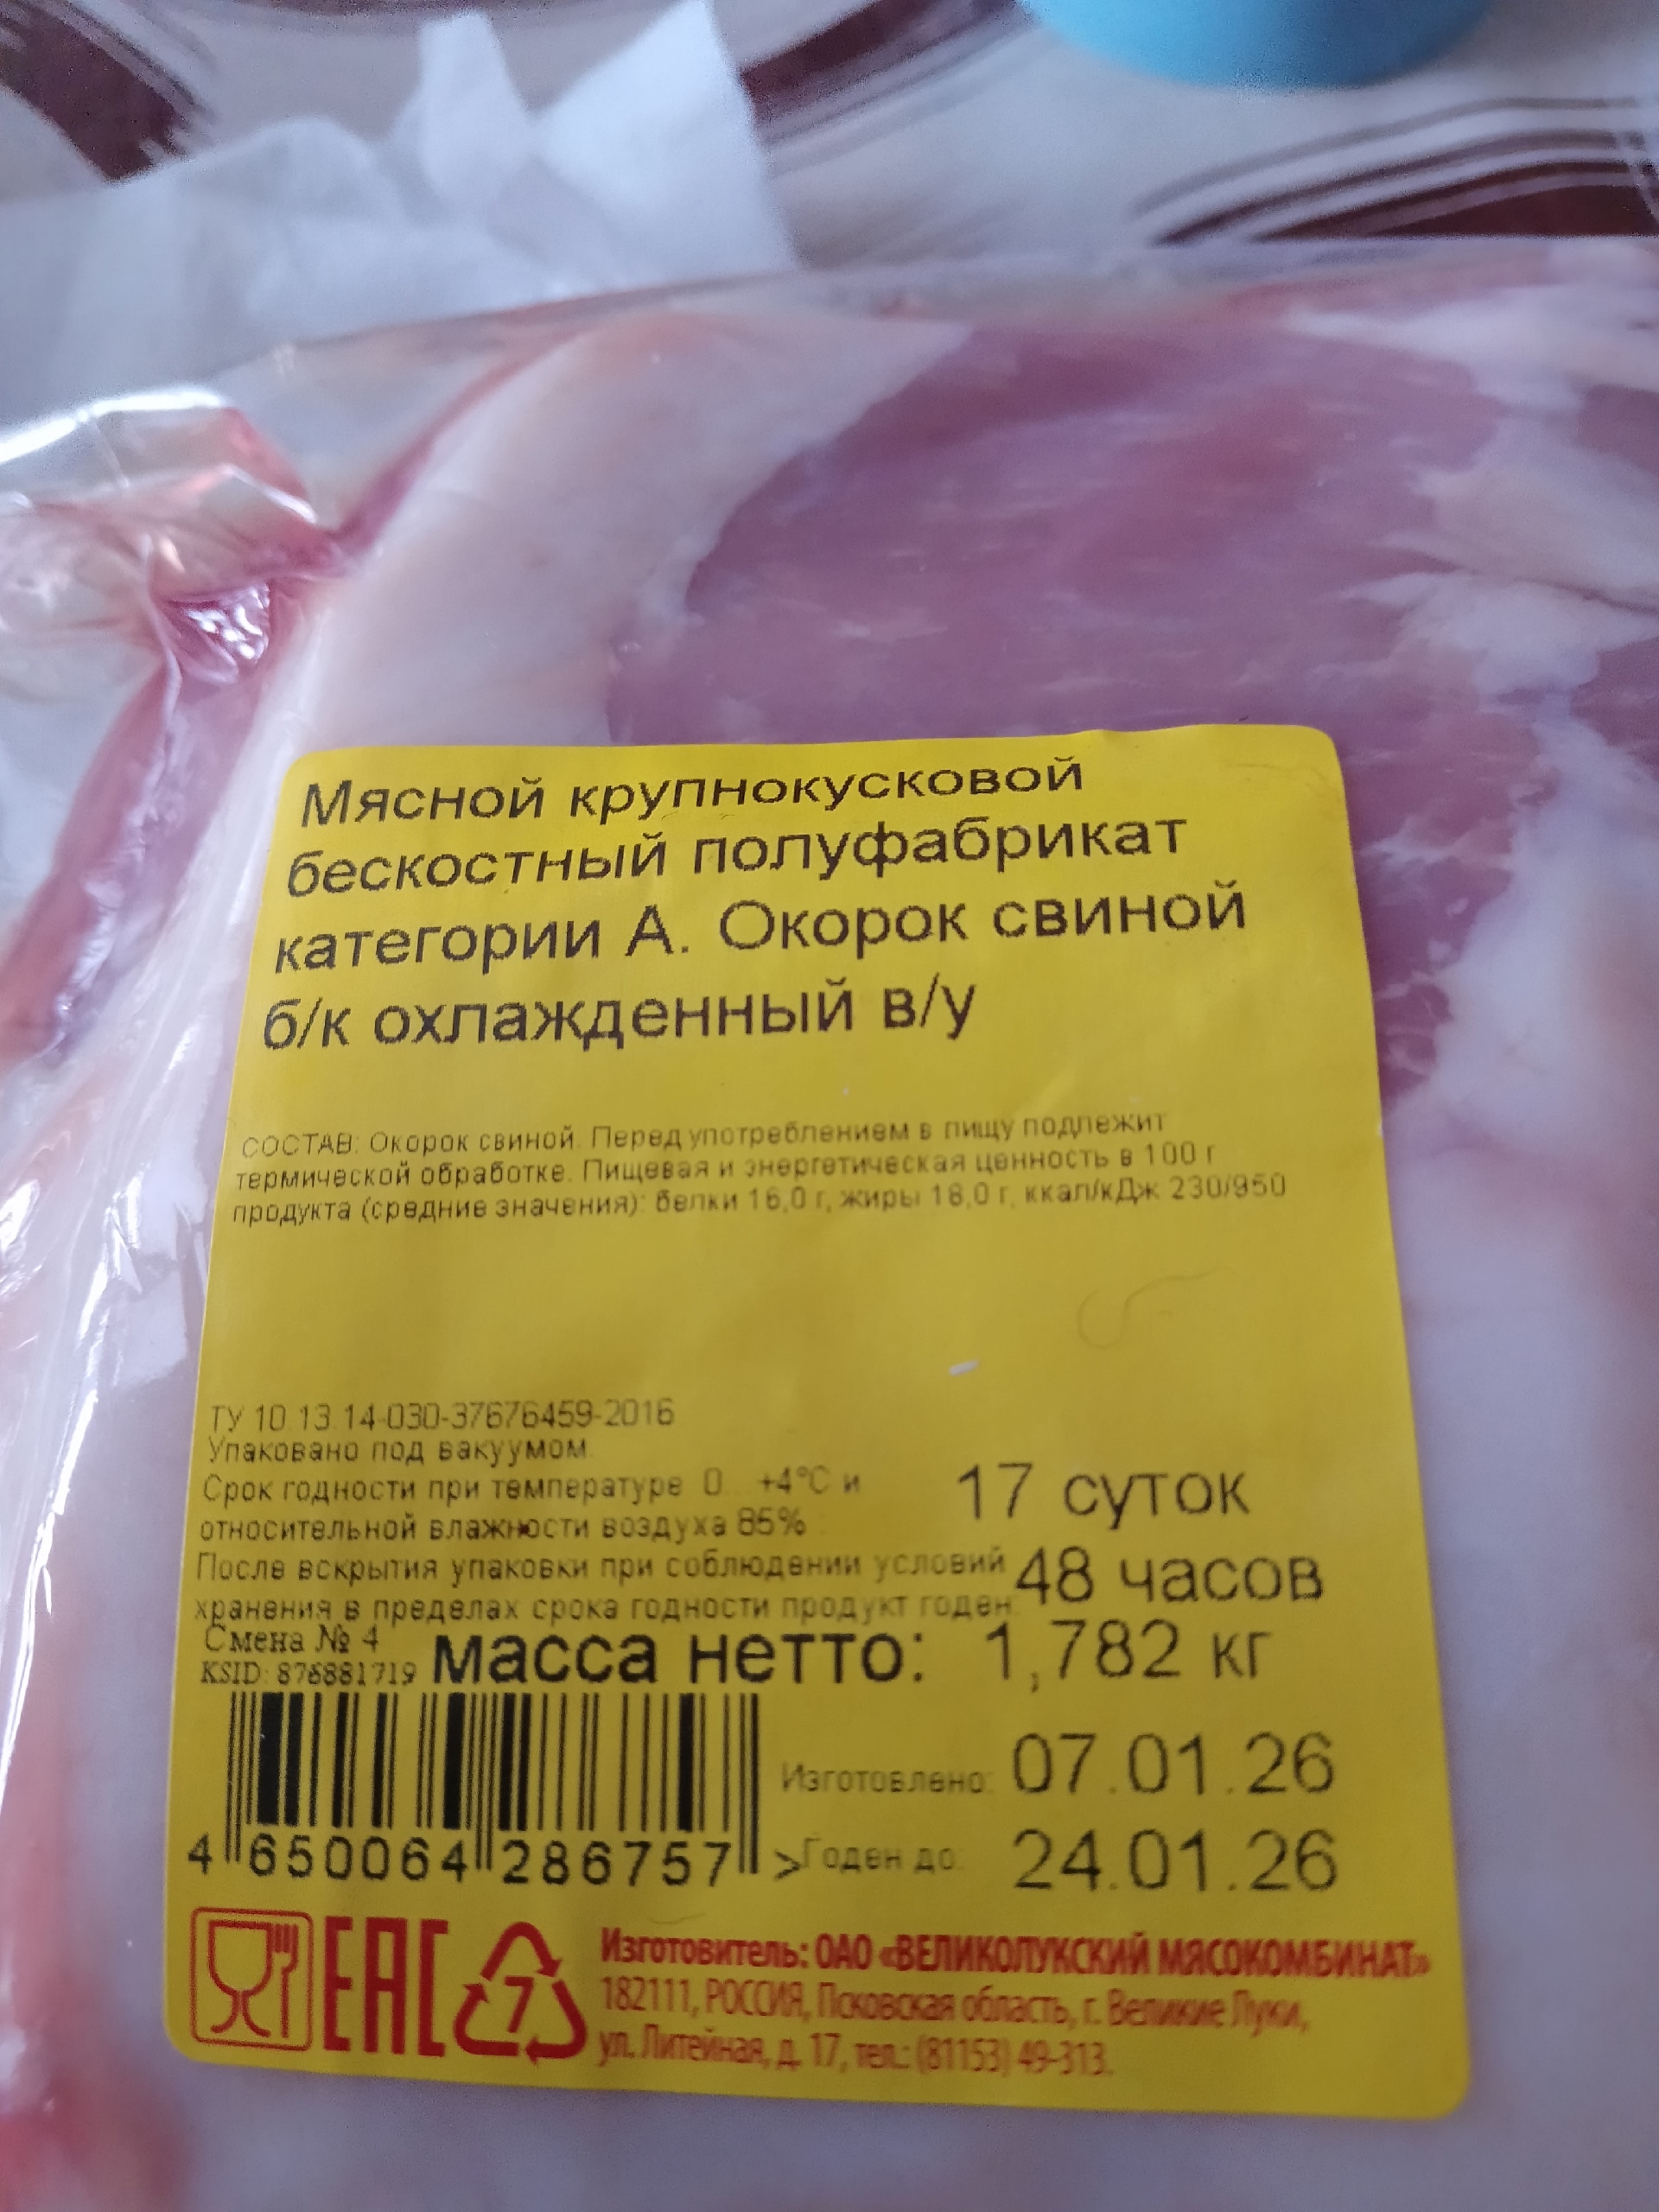 Мясной крупнокусковой
бескостный полуфабрикат
категории А. Окорок свиной
б/к охлажденный в/у
СОСТАВ: Окорок свиной. Перед употреблением в пищу подлежит
термической обработке. Пищевая и энергетическая ценность в 100 г
продукта (средние значения): белки 16,0 г, жиры 18,0 г, ккал/кДж 230/950
ТУ 10.13.14-030-37676459-2016
Упаковано под вакуумом.
Срок годности при температуре 0...+4°С и 17 суток
относительной влажности воздуха 85% :
После вскрытия упаковки при соблюдении условий 48 часов
хранения в пределах срока годности продукт годен:
Смена № 4
KSID: 876881719 масса нетто: 1,782 кг
Изготовлено: 07.01.26
4 650064 286757 > Годен до: 24.01.26
EAC 7 Изготовитель: ОАО «ВЕЛИКОЛУКСКИЙ МЯСОКОМБИНАТ»
182111, РОССИЯ, Псковская область, г. Великие Луки,
ул. Литейная, д. 17, тел.: (81153) 49-313.